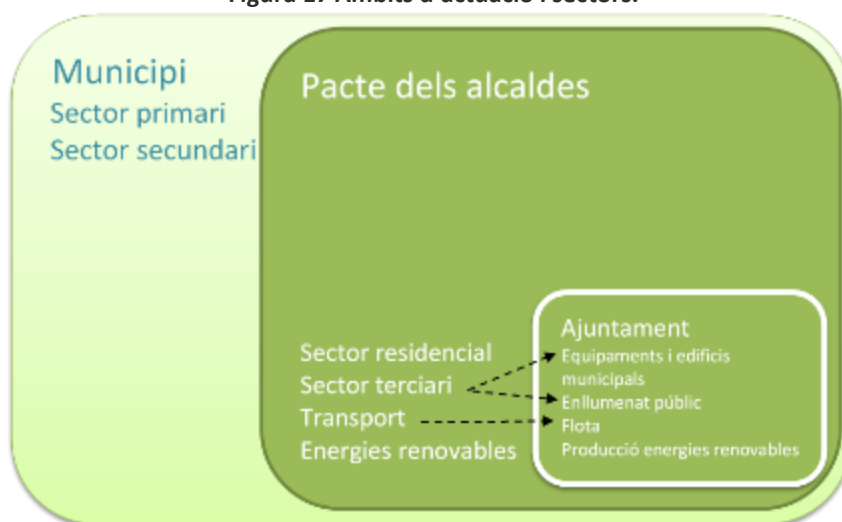 Municipi
Sector primari
Sector secundari
Pacte dels alcaldes
Sector residencial
Sector terciari
Transport
Energies renovables
Ajuntament
Equipaments i edificis
municipals
Enllumenat públic
Flota
Producció energies renovables